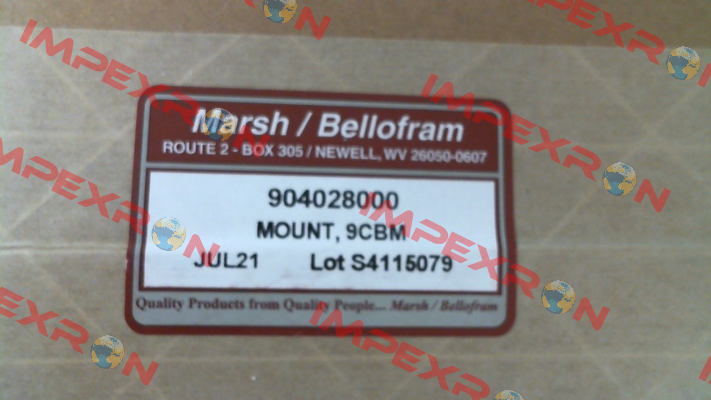 Marsh / Bellofram
ROUTE 2 - BOX 305 / NEWELL, WV 26050-0607
904028000
MOUNT, 9CBM
JUL21 Lot S4115079
Quality Products from Quality People... Marsh / Bellofram
IMPEXRON
IMPEXRON
IMPEXRON
IMPEXRON
IMPEXRON
IMPEXRON